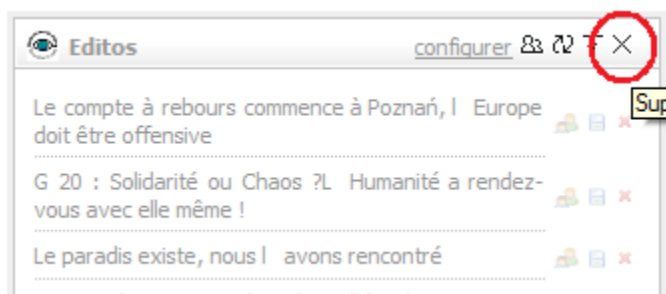 Editos
configurer
Le compte à rebours commence à Poznań, l Europe
doit être offensive
G 20 : Solidarité ou Chaos ?L Humanité a rendez-
vous avec elle même !
Le paradis existe, nous l avons rencontré